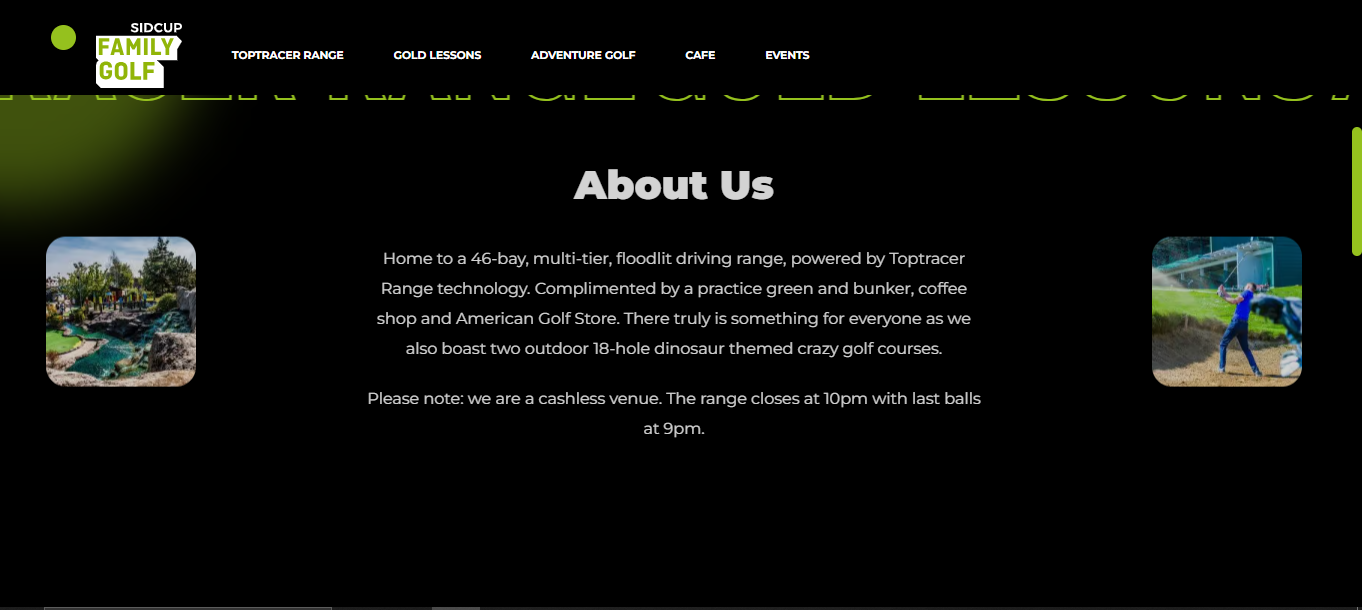 SIDCUP
FAMILY
GOLF
TOPTRACER RANGE GOLD LESSONS ADVENTURE GOLF CAFE EVENTS
About Us
Home to a 46-bay, multi-tier, floodlit driving range, powered by Toptracer
Range technology. Complimented by a practice green and bunker, coffee
shop and American Golf Store. There truly is something for everyone as we
also boast two outdoor 18-hole dinosaur themed crazy golf courses.
Please note: we are a cashless venue. The range closes at 10pm with last balls
at 9pm.